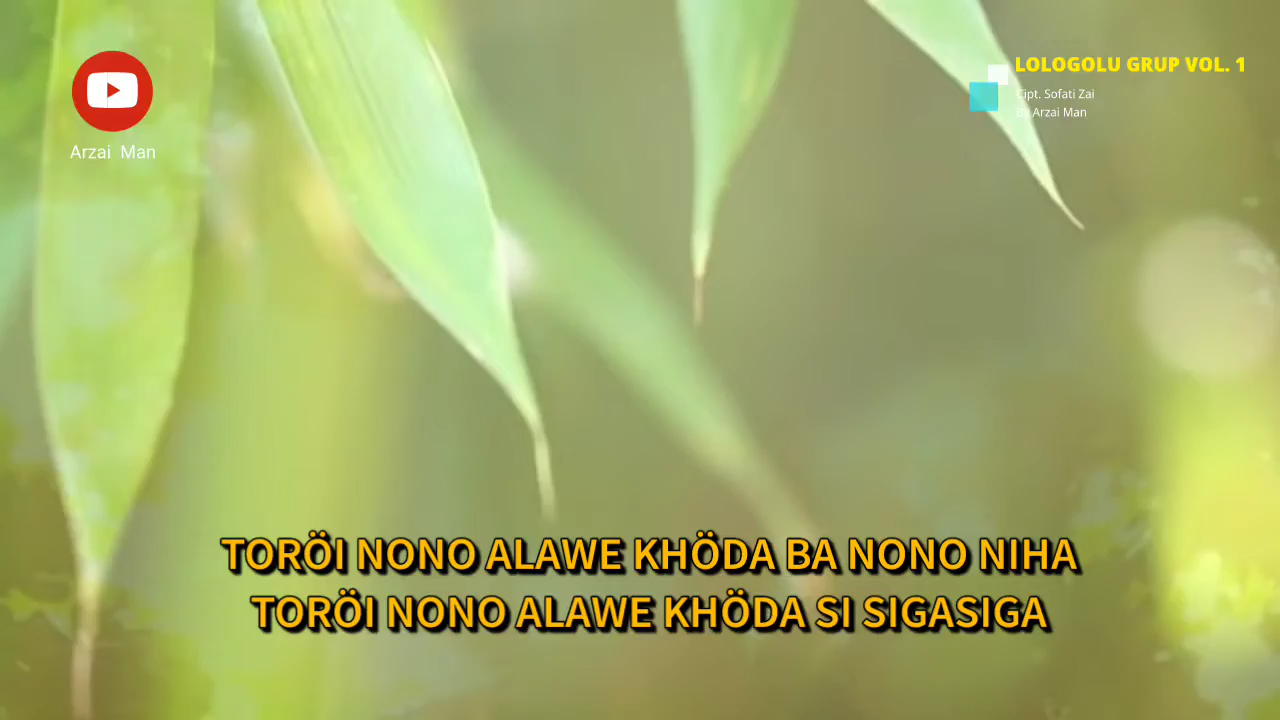 LOLOGOLU GRUP VOL. 1
Cipt. Sofati Zai
By Arzai Man
Arzai Man
TORÖI NONO ALAWE KHÖDA BA NONO NIHA
TORÖI NONO ALAWE KHÖDA SI SIGASIGA